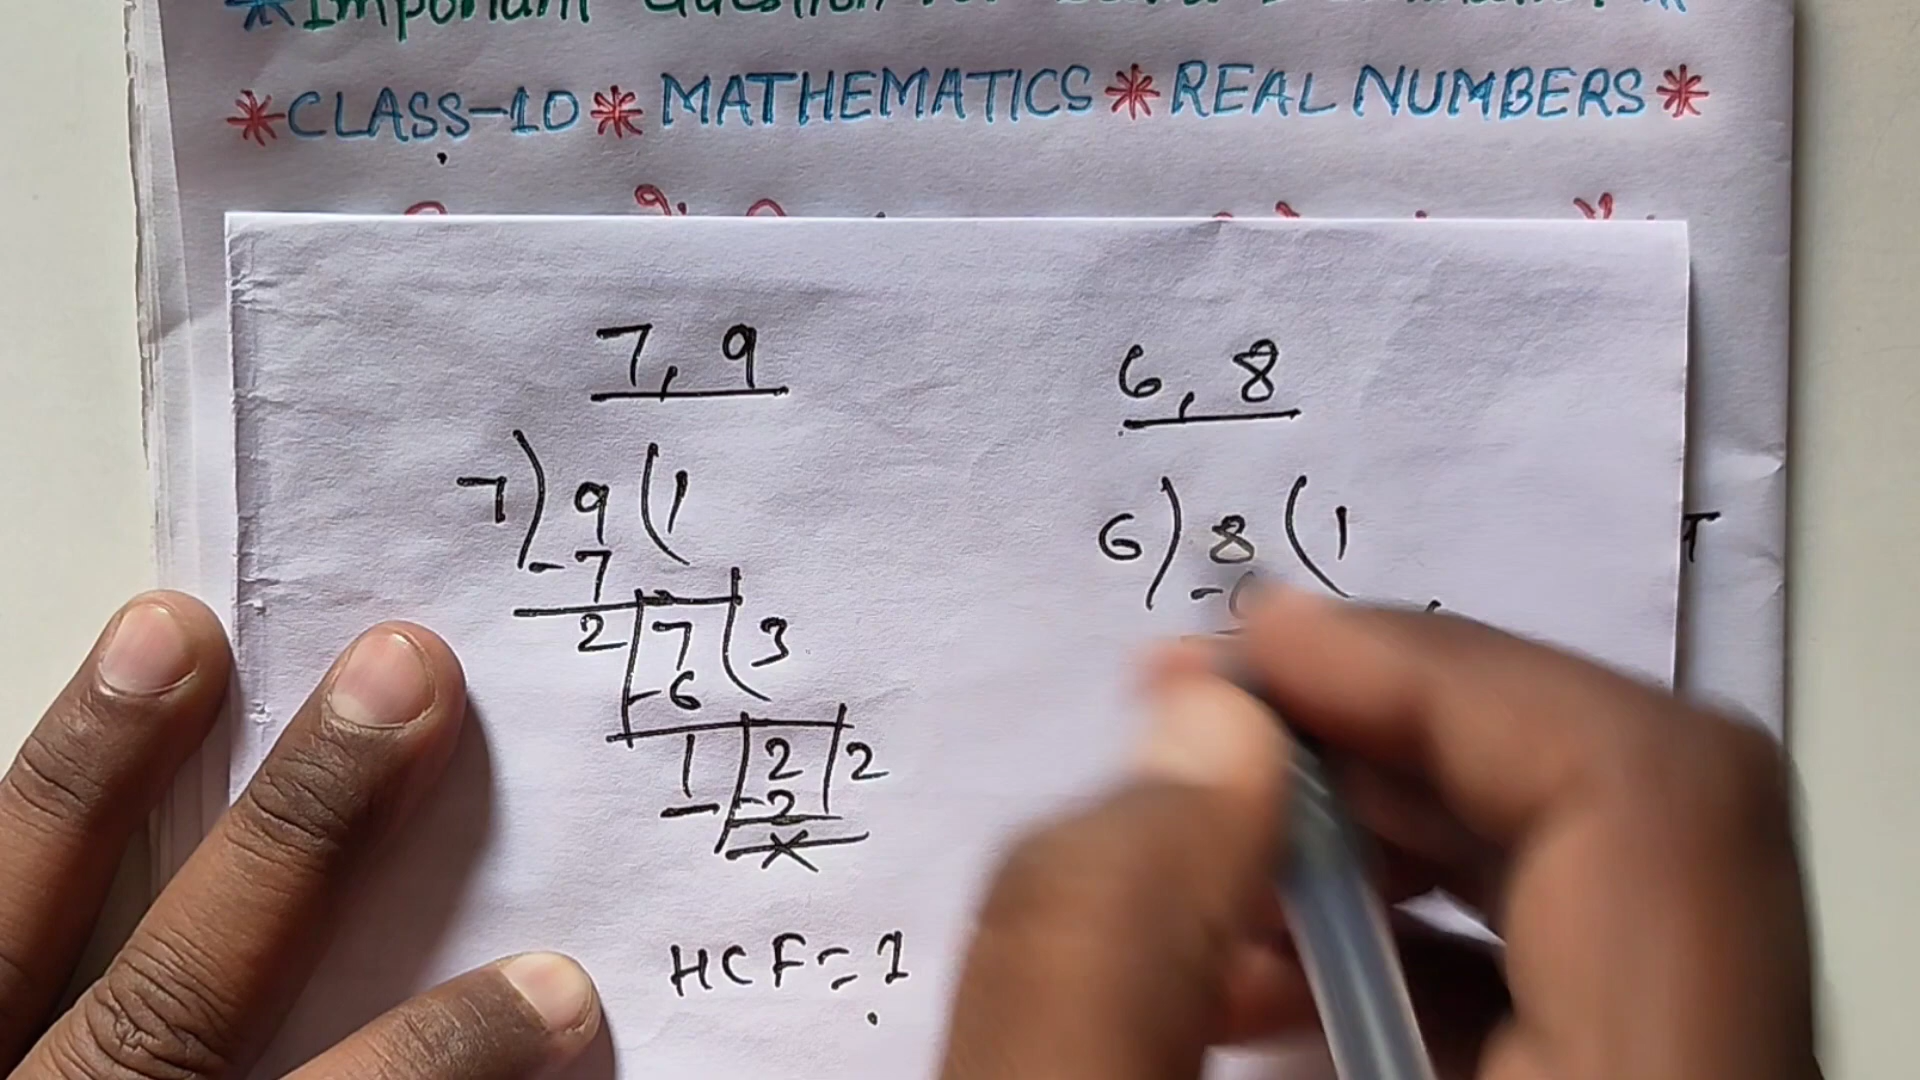 *CLASS-10 * MATHEMATICS * REAL NUMBERS *
7, 9
7) 9 (1
-7
2 7 (3
-6
1 2 2
-2
×
HCF = 1
6, 8
6) 8 (1